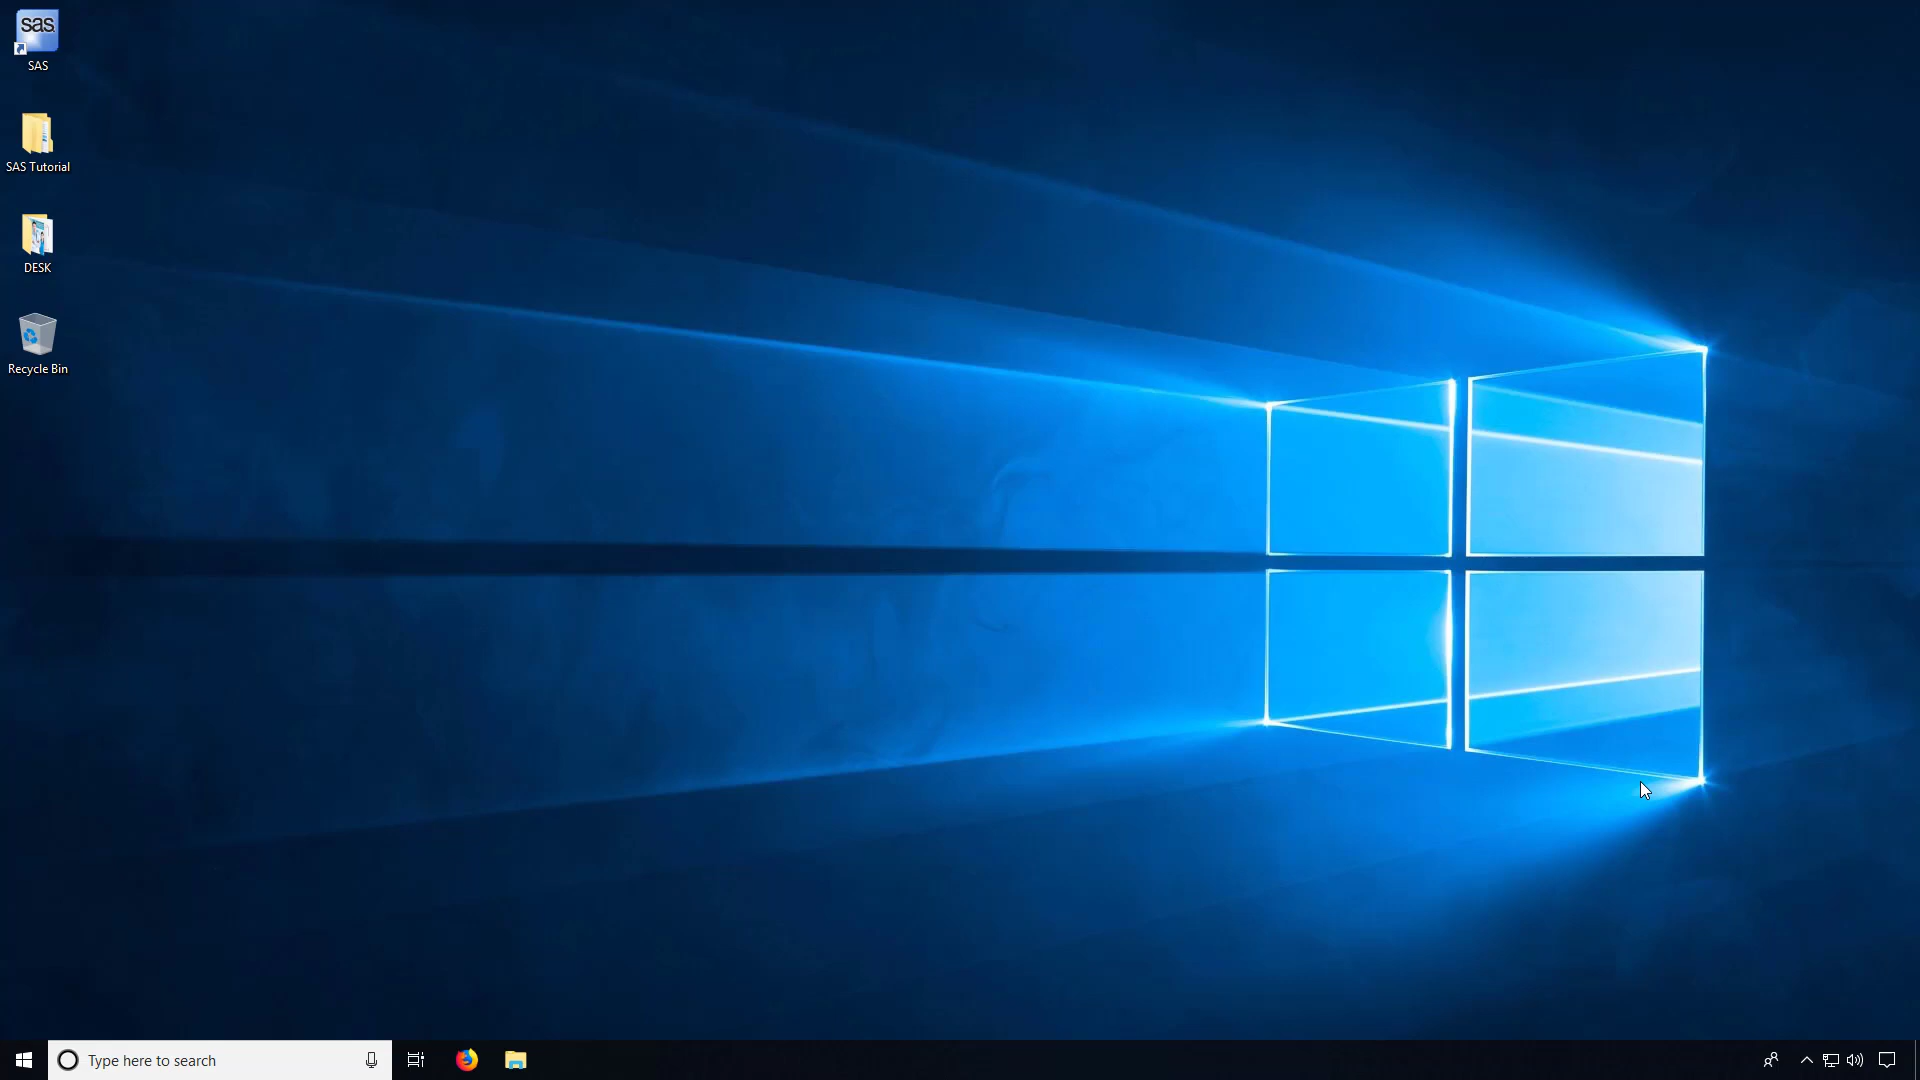 sas
SAS
SAS Tutorial
DESK
Recycle Bin
Type here to search